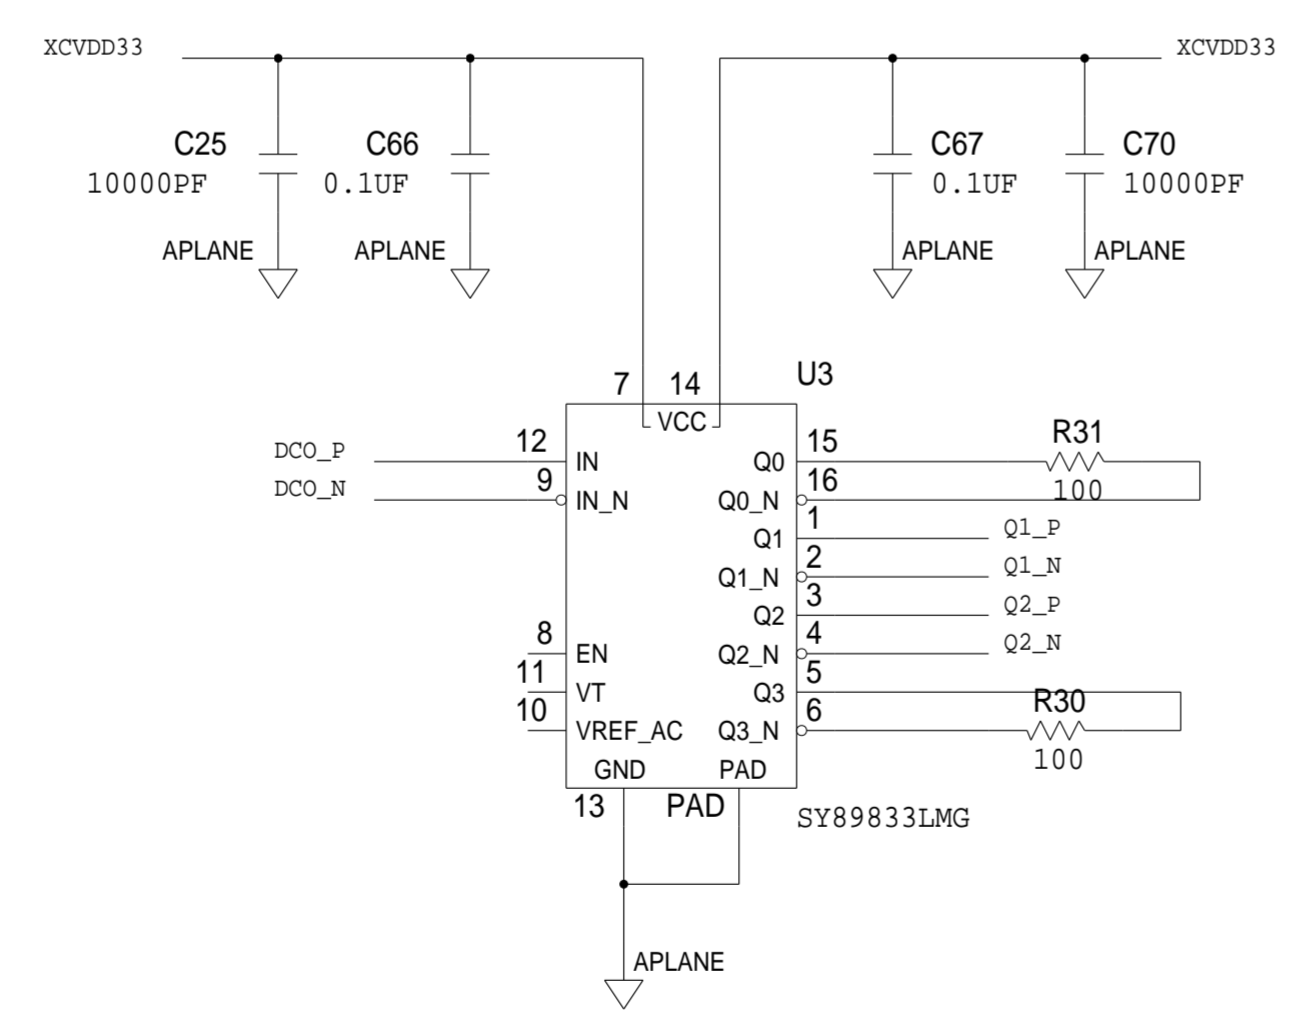 XCVDD33
XCVDD33
C25
10000PF
C66
0.1UF
C67
0.1UF
C70
10000PF
APLANE
APLANE
APLANE
APLANE
U3
7
14
VCC
DCO_P
12
IN
DCO_N
9
IN_N
8
EN
11
VT
10
VREF_AC
Q0
15
R31
100
Q0_N
16
Q1
1
Q1_P
Q1_N
2
Q1_N
Q2
3
Q2_P
Q2_N
4
Q2_N
Q3
5
R30
100
Q3_N
6
GND
PAD
13
PAD
SY89833LMG
APLANE